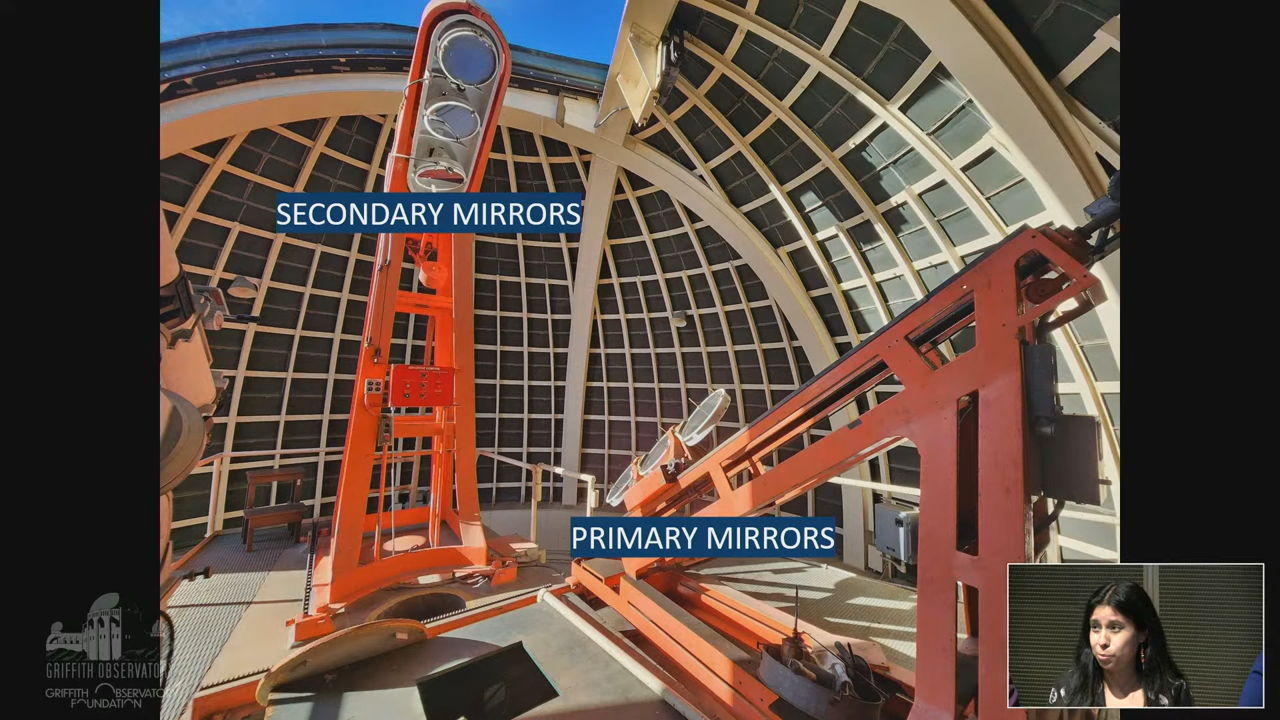 SECONDARY MIRRORS
PRIMARY MIRRORS
GRIFFITH OBSERVATORY
GRIFFITH OBSERVATORY
FOUNDATION